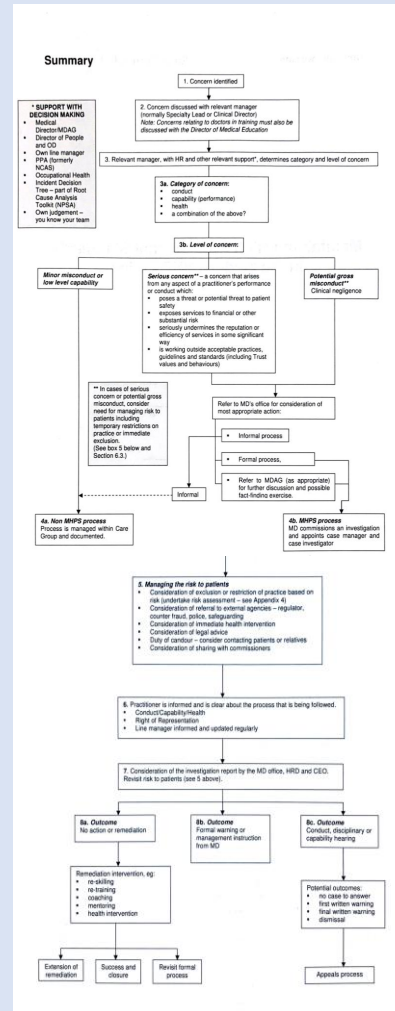 Summary
1. Concern identified
* SUPPORT WITH
DECISION MAKING
• Medical
Director/MDAG
• Director of People
and OD
• Own line manager
• PPA (formerly
NCAS)
• Occupational Health
• Incident Decision
Tree – part of Root
Cause Analysis
Toolkit (NPSA)
• Own judgement –
you know your team
2. Concern discussed with relevant manager
(normally Specialty Lead or Clinical Director)
Note: Concerns relating to doctors in training must also be
discussed with the Director of Medical Education
3. Relevant manager, with HR and other relevant support*, determines category and level of concern
3a. Category of concern:
• conduct
• capability (performance)
• health
• a combination of the above?
3b. Level of concern:
Minor misconduct or
low level capability
Serious concern** – a concern that arises
from any aspect of a practitioner's performance
or conduct which:
• poses a threat or potential threat to patient
safety
• exposes services to financial or other
substantial risk
• seriously undermines the reputation or
efficiency of services in some significant
way
• is working outside acceptable practices,
guidelines and standards (including Trust
values and behaviours)
Potential gross
misconduct**
Clinical negligence
** In cases of serious
concern or potential gross
misconduct, consider
need for managing risk to
patients including
temporary restrictions on
practice or immediate
exclusion.
(See box 5 below and
Section 6.3.)
Refer to MD's office for consideration of
most appropriate action:
• Informal process
• Formal process,
• Refer to MDAG (as appropriate)
for further discussion and possible
fact-finding exercise.
Informal
4a. Non MHPS process
Process is managed within Care
Group and documented.
4b. MHPS process
MD commissions an investigation
and appoints case manager and
case investigator
5. Managing the risk to patients
• Consideration of exclusion or restriction of practice based on
risk (undertake risk assessment – see Appendix 4)
• Consideration of referral to external agencies – regulator,
counter fraud, police, safeguarding
• Consideration of immediate health intervention
• Consideration of legal advice
• Duty of candour – consider contacting patients or relatives
• Consideration of sharing with commissioners
6. Practitioner is informed and is clear about the process that is being followed.
• Conduct/Capability/Health
• Right of Representation
• Line manager informed and updated regularly
7. Consideration of the investigation report by the MD office, HRD and CEO.
Revisit risk to patients (see 5 above).
8a. Outcome
No action or remediation
8b. Outcome
Formal warning or
management instruction
from MD
8c. Outcome
Conduct, disciplinary or
capability hearing
Remediation intervention, eg:
• re-skilling
• re-training
• coaching
• mentoring
• health intervention
Potential outcomes:
• no case to answer
• first written warning
• final written warning
• dismissal
Extension of
remediation
Success and
closure
Revisit formal
process
Appeals process